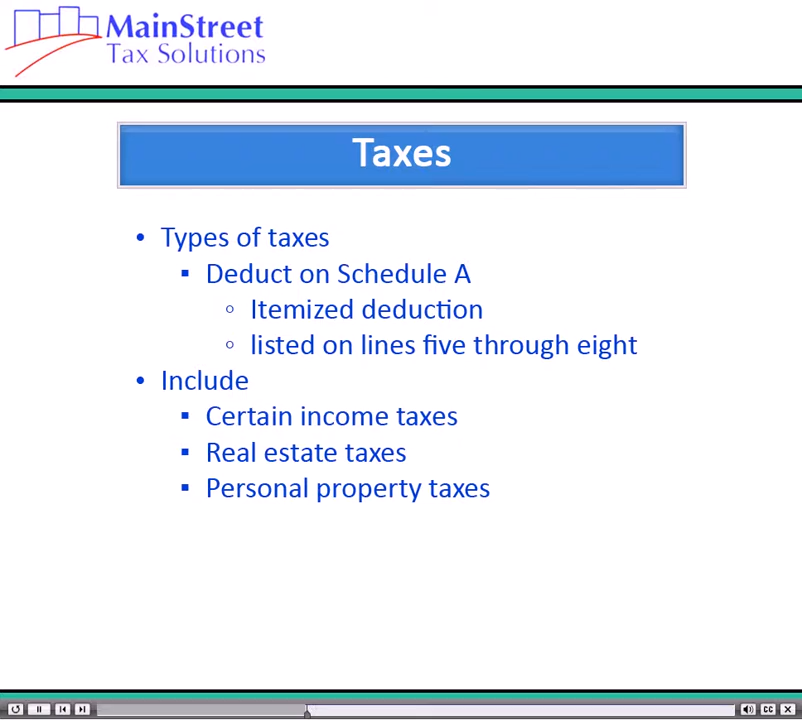 MainStreet
Tax Solutions
Taxes
• Types of taxes
▪ Deduct on Schedule A
◦ Itemized deduction
◦ listed on lines five through eight
• Include
▪ Certain income taxes
▪ Real estate taxes
▪ Personal property taxes
CC